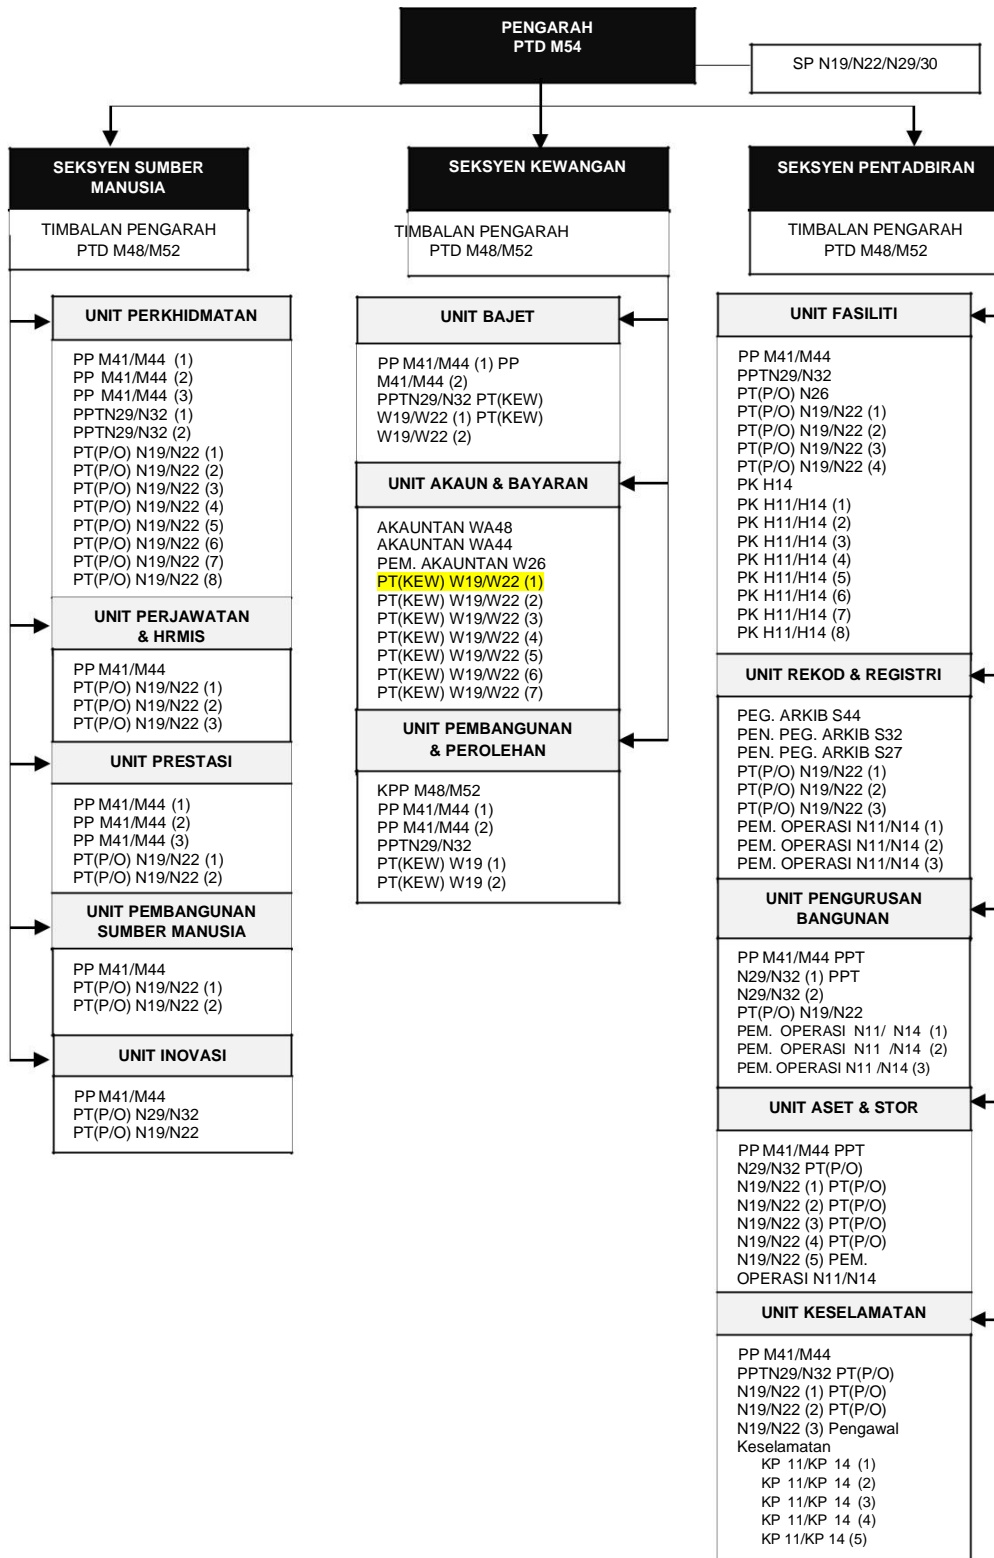 PENGARAH
PTD M54
SP N19/N22/N29/30
SEKSYEN SUMBER
MANUSIA
TIMBALAN PENGARAH
PTD M48/M52
UNIT PERKHIDMATAN
PP M41/M44 (1)
PP M41/M44 (2)
PP M41/M44 (3)
PPTN29/N32 (1)
PPTN29/N32 (2)
PT(P/O) N19/N22 (1)
PT(P/O) N19/N22 (2)
PT(P/O) N19/N22 (3)
PT(P/O) N19/N22 (4)
PT(P/O) N19/N22 (5)
PT(P/O) N19/N22 (6)
PT(P/O) N19/N22 (7)
PT(P/O) N19/N22 (8)
UNIT PERJAWATAN
& HRMIS
PP M41/M44
PT(P/O) N19/N22 (1)
PT(P/O) N19/N22 (2)
PT(P/O) N19/N22 (3)
UNIT PRESTASI
PP M41/M44 (1)
PP M41/M44 (2)
PP M41/M44 (3)
PT(P/O) N19/N22 (1)
PT(P/O) N19/N22 (2)
UNIT PEMBANGUNAN
SUMBER MANUSIA
PP M41/M44
PT(P/O) N19/N22 (1)
PT(P/O) N19/N22 (2)
UNIT INOVASI
PP M41/M44
PT(P/O) N29/N32
PT(P/O) N19/N22
SEKSYEN KEWANGAN
TIMBALAN PENGARAH
PTD M48/M52
UNIT BAJET
PP M41/M44 (1) PP
M41/M44 (2)
PPTN29/N32 PT(KEW)
W19/W22 (1) PT(KEW)
W19/W22 (2)
UNIT AKAUN & BAYARAN
AKAUNTAN WA48
AKAUNTAN WA44
PEM. AKAUNTAN W26
PT(KEW) W19/W22 (1)
PT(KEW) W19/W22 (2)
PT(KEW) W19/W22 (3)
PT(KEW) W19/W22 (4)
PT(KEW) W19/W22 (5)
PT(KEW) W19/W22 (6)
PT(KEW) W19/W22 (7)
UNIT PEMBANGUNAN
& PEROLEHAN
KPP M48/M52
PP M41/M44 (1)
PP M41/M44 (2)
PPTN29/N32
PT(KEW) W19 (1)
PT(KEW) W19 (2)
SEKSYEN PENTADBIRAN
TIMBALAN PENGARAH
PTD M48/M52
UNIT FASILITI
PP M41/M44
PPTN29/N32
PT(P/O) N26
PT(P/O) N19/N22 (1)
PT(P/O) N19/N22 (2)
PT(P/O) N19/N22 (3)
PT(P/O) N19/N22 (4)
PK H14
PK H11/H14 (1)
PK H11/H14 (2)
PK H11/H14 (3)
PK H11/H14 (4)
PK H11/H14 (5)
PK H11/H14 (6)
PK H11/H14 (7)
PK H11/H14 (8)
UNIT REKOD & REGISTRI
PEG. ARKIB S44
PEN. PEG. ARKIB S32
PEN. PEG. ARKIB S27
PT(P/O) N19/N22 (1)
PT(P/O) N19/N22 (2)
PT(P/O) N19/N22 (3)
PEM. OPERASI N11/N14 (1)
PEM. OPERASI N11/N14 (2)
PEM. OPERASI N11/N14 (3)
UNIT PENGURUSAN
BANGUNAN
PP M41/M44 PPT
N29/N32 (1) PPT
N29/N32 (2)
PT(P/O) N19/N22
PEM. OPERASI N11/ N14 (1)
PEM. OPERASI N11 /N14 (2)
PEM. OPERASI N11 /N14 (3)
UNIT ASET & STOR
PP M41/M44 PPT
N29/N32 PT(P/O)
N19/N22 (1) PT(P/O)
N19/N22 (2) PT(P/O)
N19/N22 (3) PT(P/O)
N19/N22 (4) PT(P/O)
N19/N22 (5) PEM.
OPERASI N11/N14
UNIT KESELAMATAN
PP M41/M44
PPTN29/N32 PT(P/O)
N19/N22 (1) PT(P/O)
N19/N22 (2) PT(P/O)
N19/N22 (3) Pengawal
Keselamatan
KP 11/KP 14 (1)
KP 11/KP 14 (2)
KP 11/KP 14 (3)
KP 11/KP 14 (4)
KP 11/KP 14 (5)